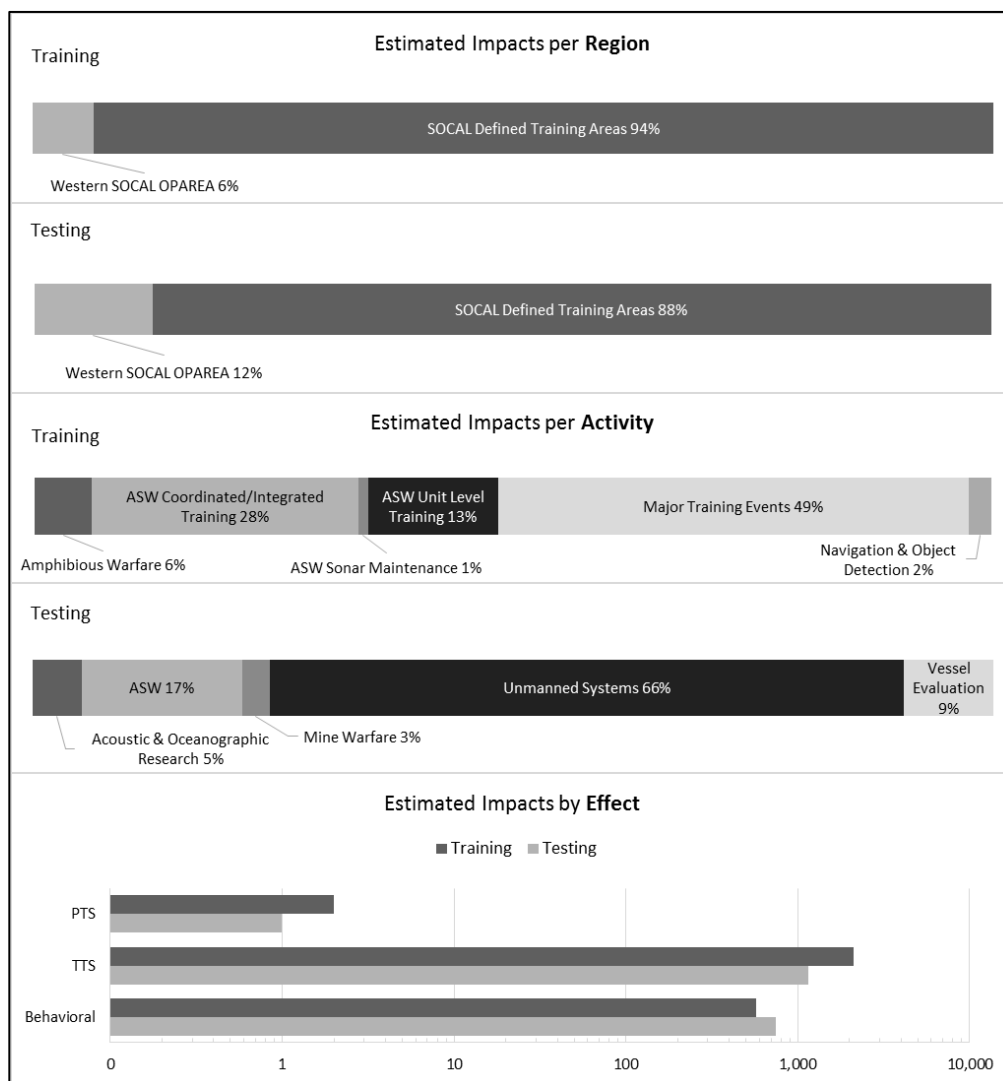 Estimated Impacts per Region
Training
SOCAL Defined Training Areas 94%
Western SOCAL OPAREA 6%
Testing
SOCAL Defined Training Areas 88%
Western SOCAL OPAREA 12%
Estimated Impacts per Activity
Training
ASW Coordinated/Integrated
Training 28%
ASW Unit Level
Training 13%
Major Training Events 49%
Amphibious Warfare 6%
ASW Sonar Maintenance 1%
Navigation & Object
Detection 2%
Testing
ASW 17%
Unmanned Systems 66%
Vessel
Evaluation
9%
Acoustic & Oceanographic
Research 5%
Mine Warfare 3%
Estimated Impacts by Effect
Training Testing
PTS
TTS
Behavioral
0 1 10 100 1,000 10,000